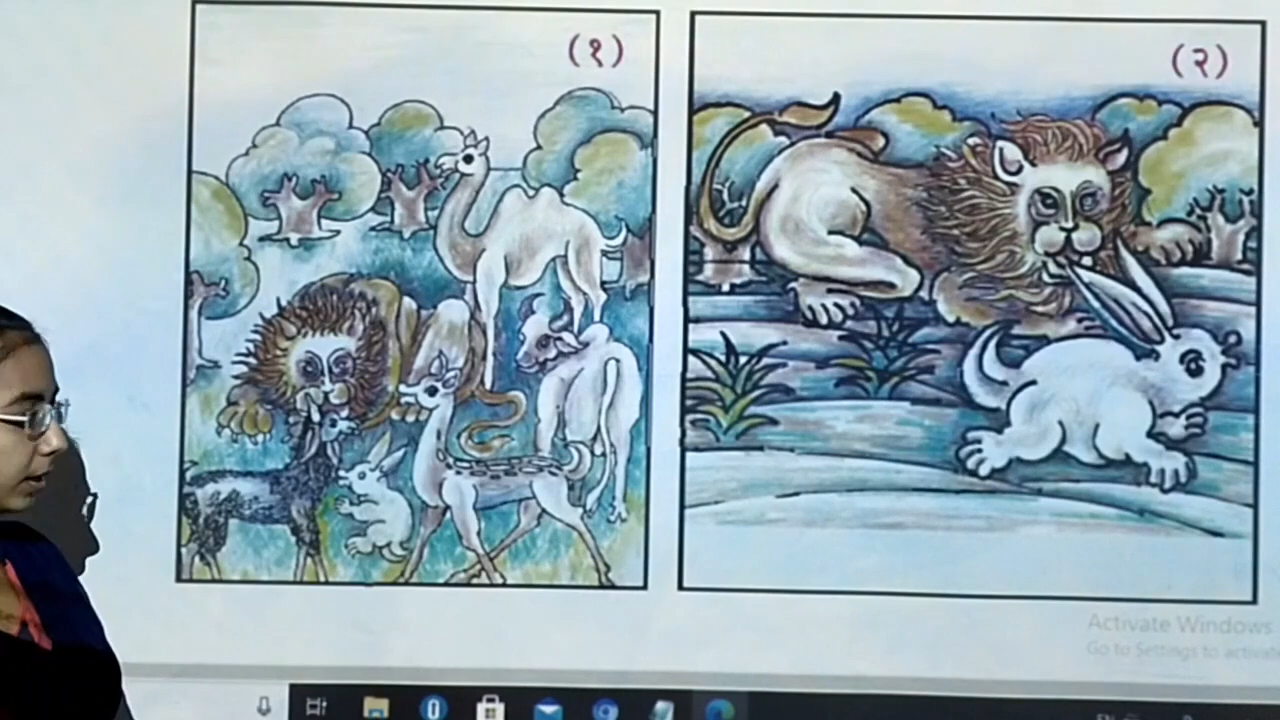 (१)
(२)
Activate Windows
Go to Settings to activate